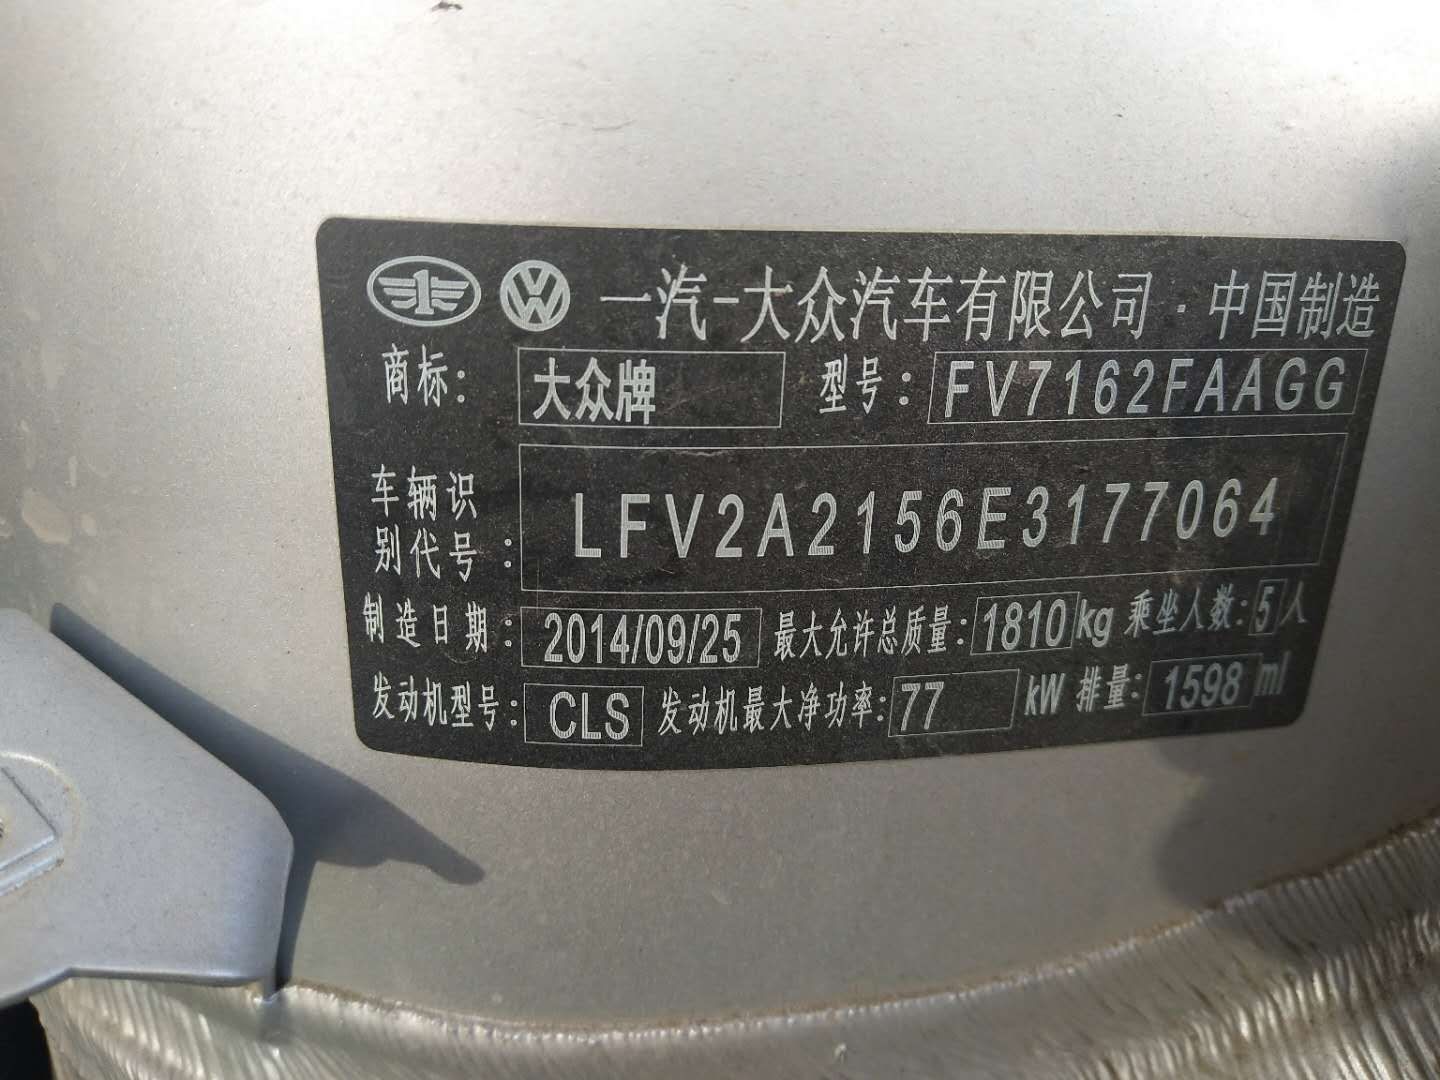 一汽-大众汽车有限公司·中国制造
商标: 大众牌 型号: FV7162FAAGG
车辆识
别代号: LFV2A2156E3177064
制造日期: 2014/09/25 最大允许总质量: 1810 kg 乘坐人数: 5 人
发动机型号: CLS 发动机最大净功率: 77 kW 排量: 1598 ml